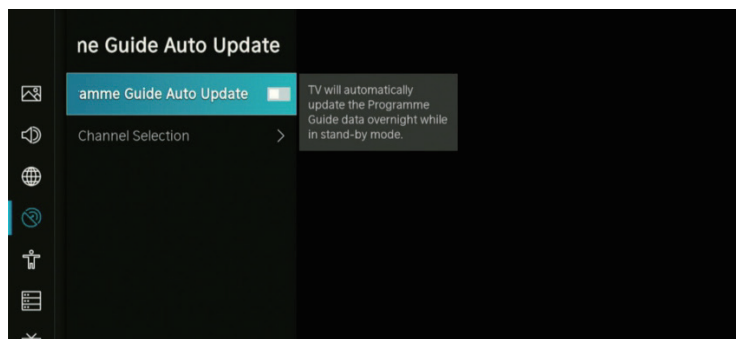 ne Guide Auto Update
amme Guide Auto Update
TV will automatically
update the Programme
Guide data overnight while
in stand-by mode.
Channel Selection